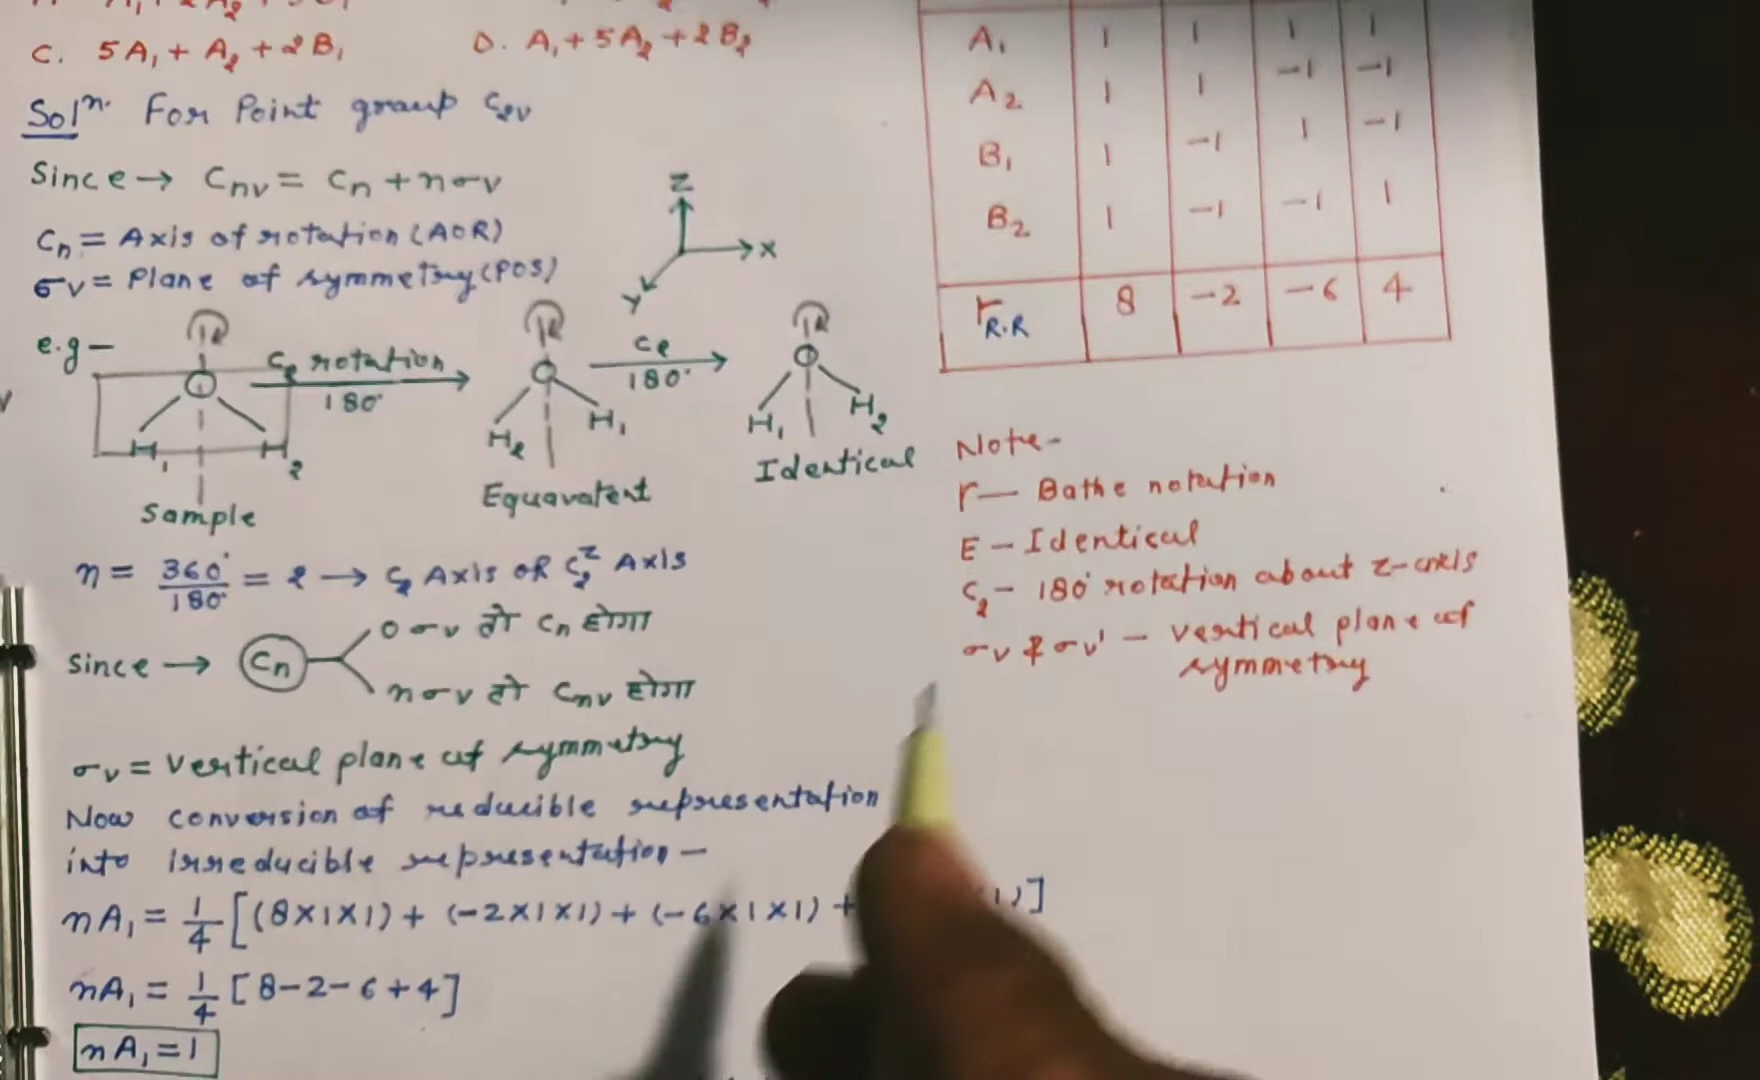 C. 5A₁ + A₂ + 2B₁
D. A₁ + 5A₂ + 2B₂
Solⁿ. For Point group C₂ᵥ
Since → Cnv = Cn + nσv
Cn = Axis of rotation (AOR)
σv = Plane of symmetry (POS)
Z
X
Y
e.g —
C₂ rotation
180°
C₂
180°
H₁ H₂
H₂ H₁
H₁ H₂
Sample
Equavatent
Identical
n = 360°/180° = 2 → C₂ Axis OR C₂ᶻ Axis
Since → Cn
0 σv तो Cn होगा
nσv तो Cnv होगा
σv = vertical plane of symmetry
Now conversion of reducible representation
into irreducible representation —
nA₁ = 1/4 [(8×1×1) + (-2×1×1) + (-6×1×1) +
nA₁ = 1/4 [8-2-6+4]
nA₁ = 1
A₁ 1 1 1 1
A₂ 1 1 -1 -1
B₁ 1 -1 1 -1
B₂ 1 -1 -1 1
Γ R.R 8 -2 -6 4
Note-
Γ — Bathe notation
E — Identical
C₂ — 180° rotation about z-axis
σv & σv' — vertical plane of
symmetry